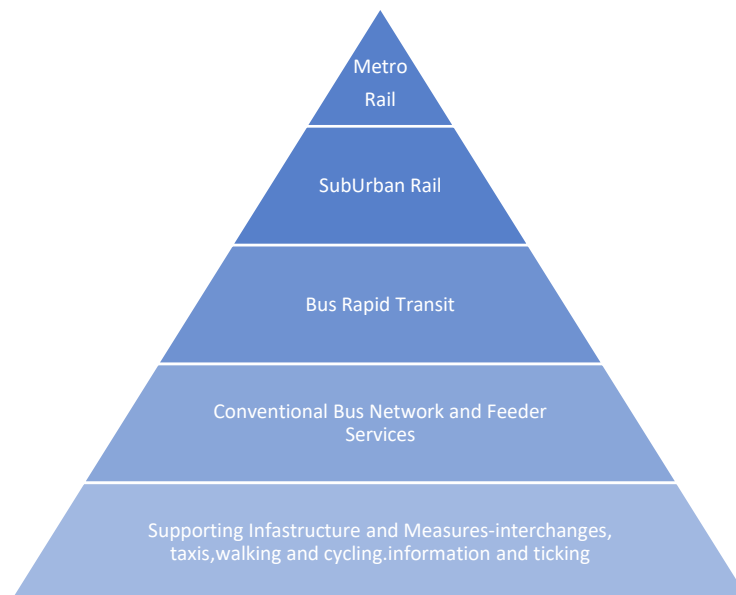 Metro
Rail
SubUrban Rail
Bus Rapid Transit
Conventional Bus Network and Feeder
Services
Supporting Infastructure and Measures-interchanges,
taxis,walking and cycling.information and ticking